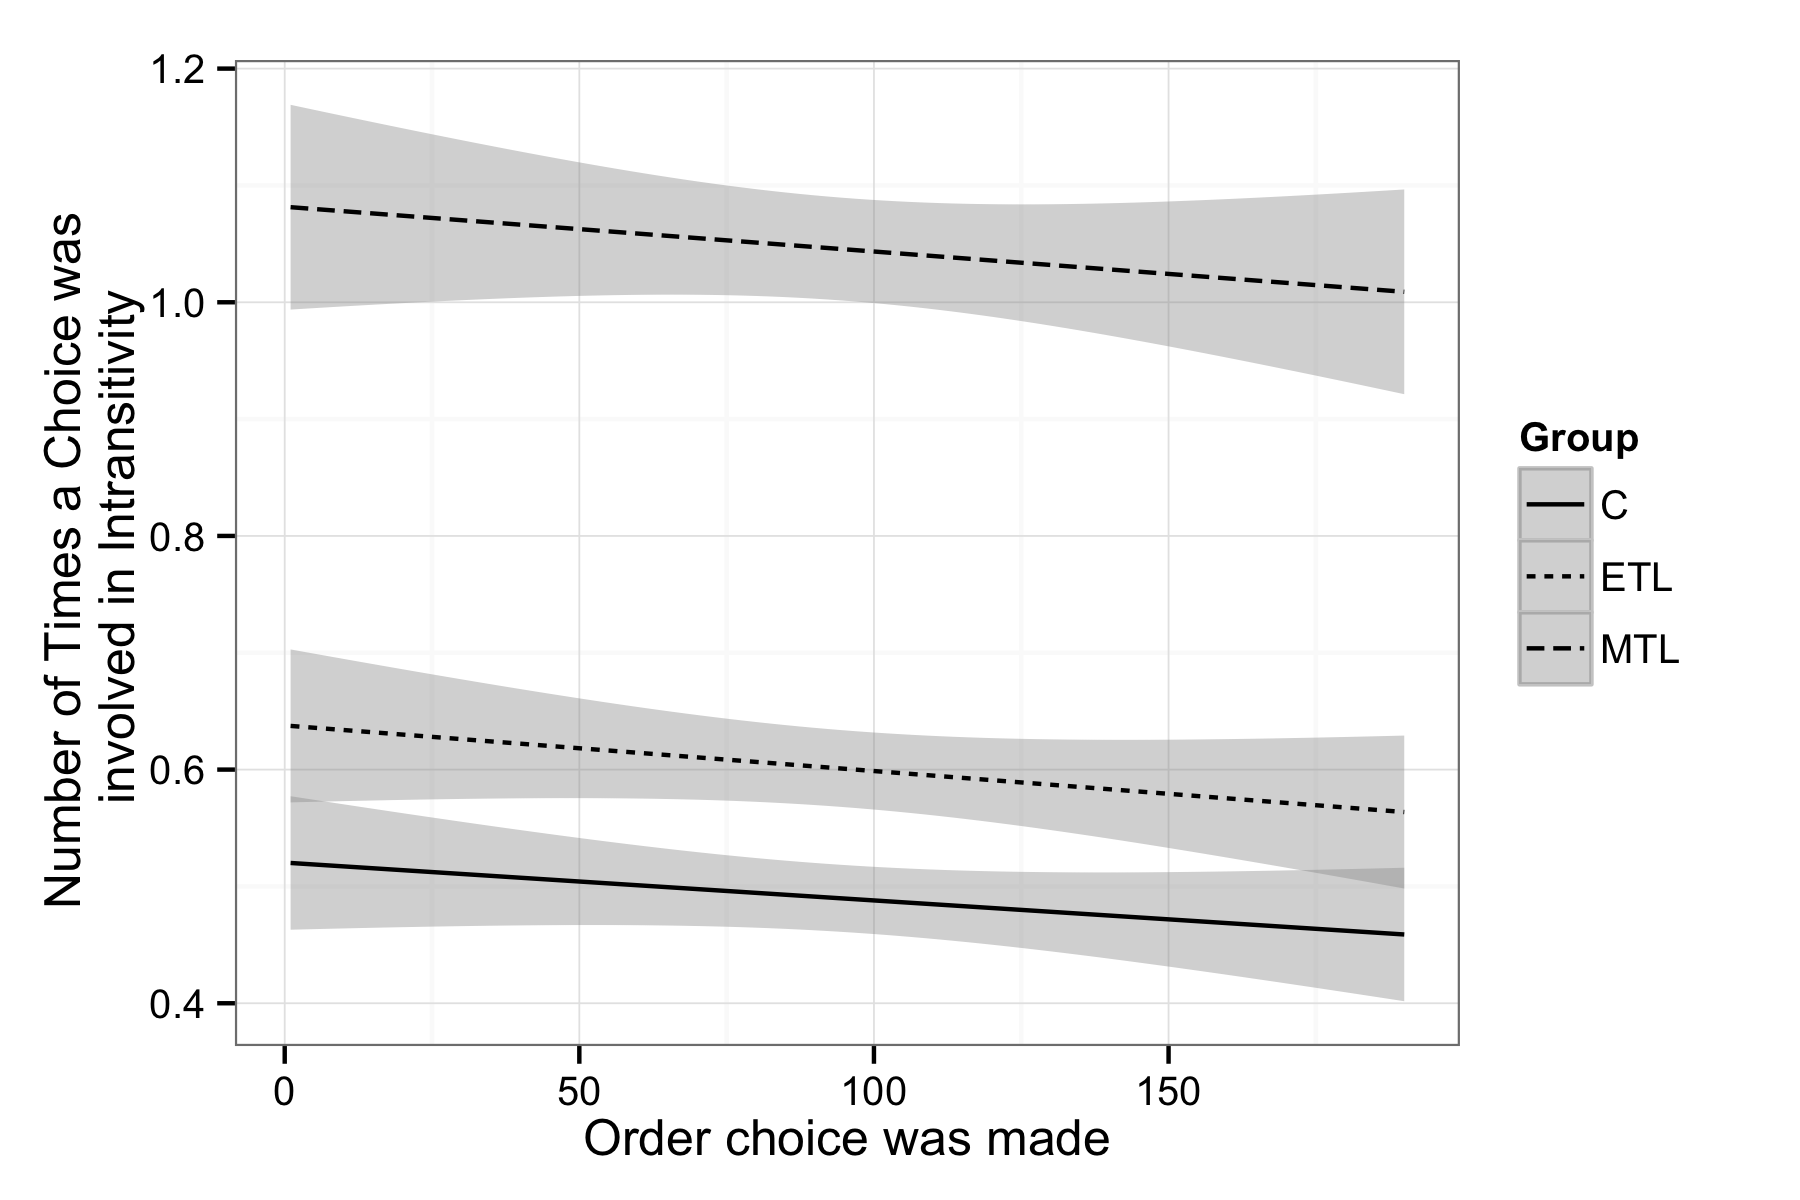 Number of Times a Choice was
involved in Intransitivity
1.2
1.0
0.8
0.6
0.4
0
50
100
150
Order choice was made
Group
C
ETL
MTL